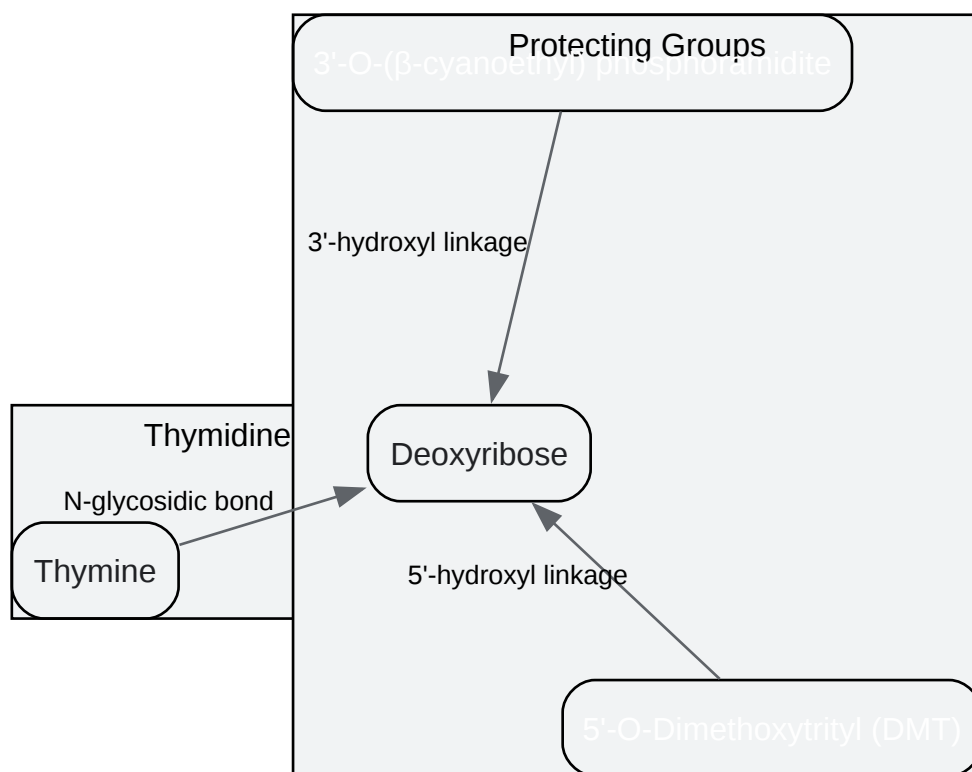 Protecting Groups
3'-O-(β-cyanoethyl) phosphoramidite
3'-hydroxyl linkage
Thymidine
Deoxyribose
N-glycosidic bond
Thymine
5'-hydroxyl linkage
5'-O-Dimethoxytrityl (DMT)